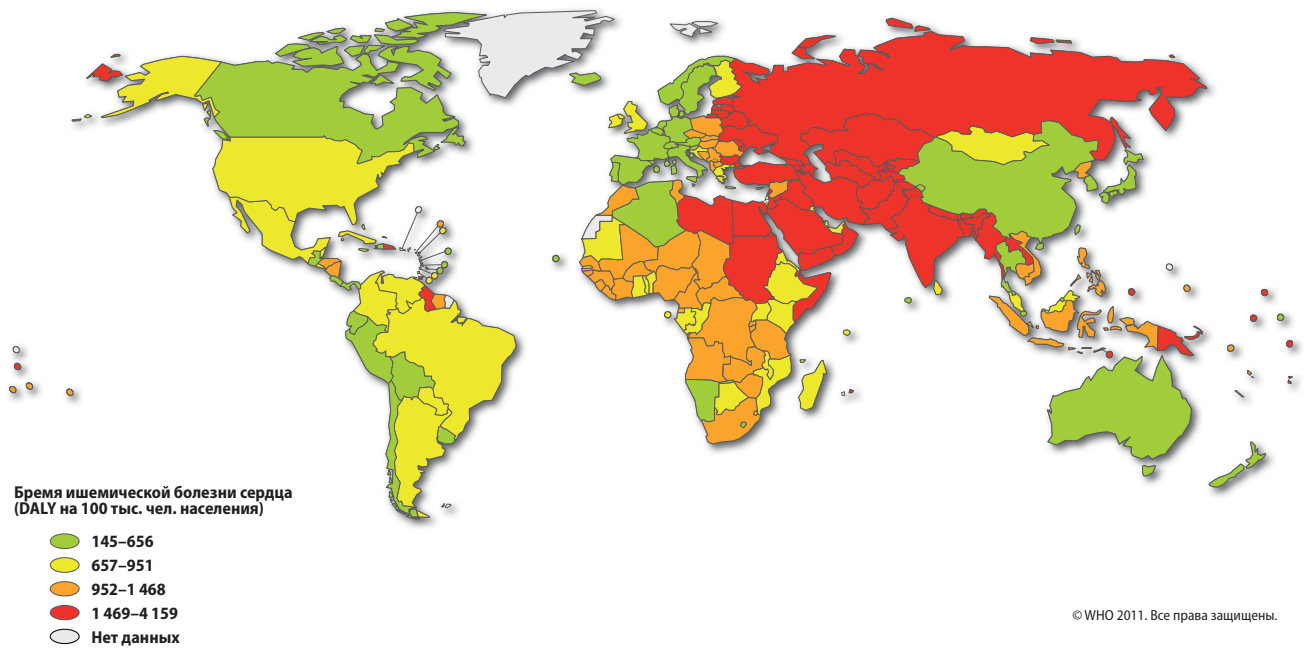 Бремя ишемической болезни сердца
(DALY на 100 тыс. чел. населения)
145–656
657–951
952–1 468
1 469–4 159
Нет данных
© WHO 2011. Все права защищены.